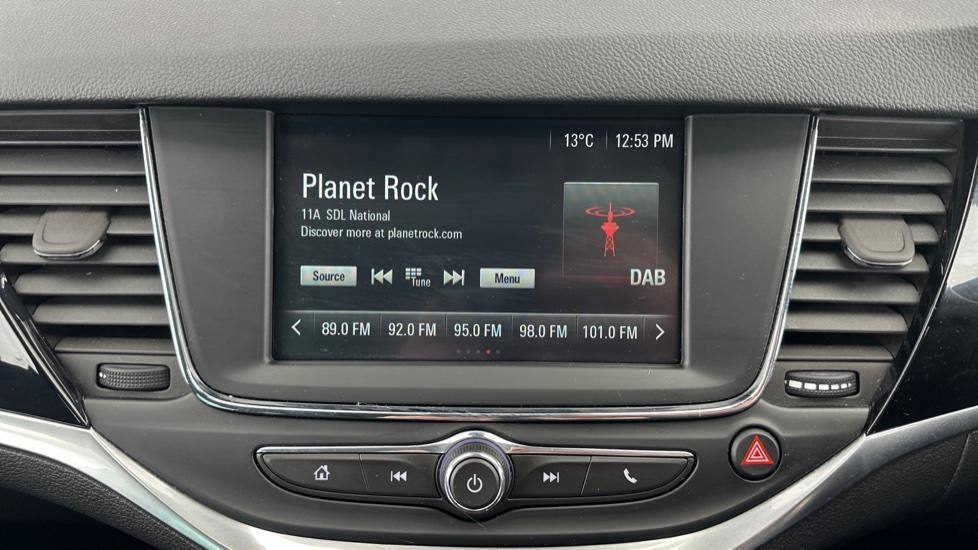 13°C 12:53 PM
Planet Rock
11A SDL National
Discover more at planetrock.com
Source Tune Menu
DAB
89.0 FM 92.0 FM 95.0 FM 98.0 FM 101.0 FM